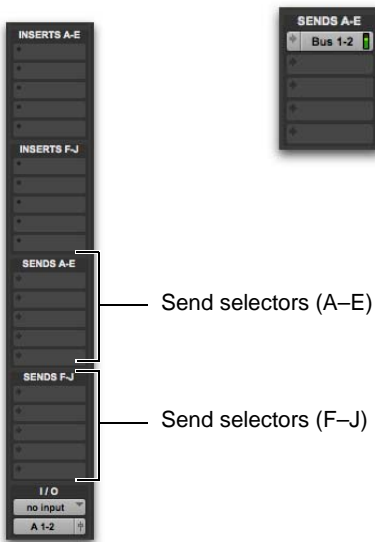 INSERTS A-E
INSERTS F-J
SENDS A-E
SENDS F-J
I / O
no input
A 1-2
Send selectors (A–E)
Send selectors (F–J)
SENDS A-E
Bus 1-2